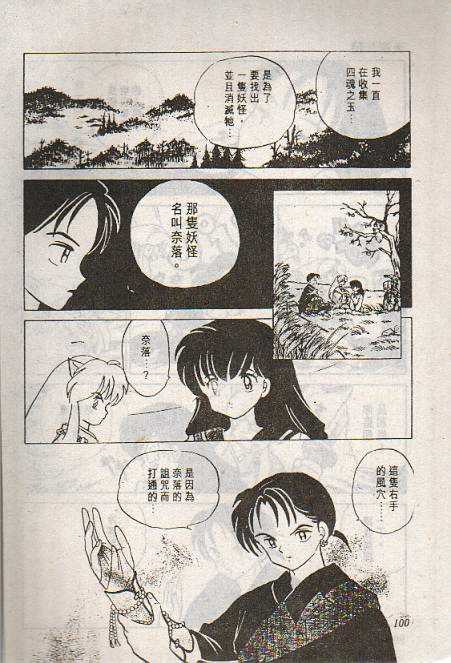 我一直
在收集
四魂之玉…
是為了
要找出
一隻妖怪，
並且消滅牠…
那隻妖怪
名叫奈落。
奈落…？
這隻右手
的風穴……
是因為
奈落的
詛咒而
打通的…
100